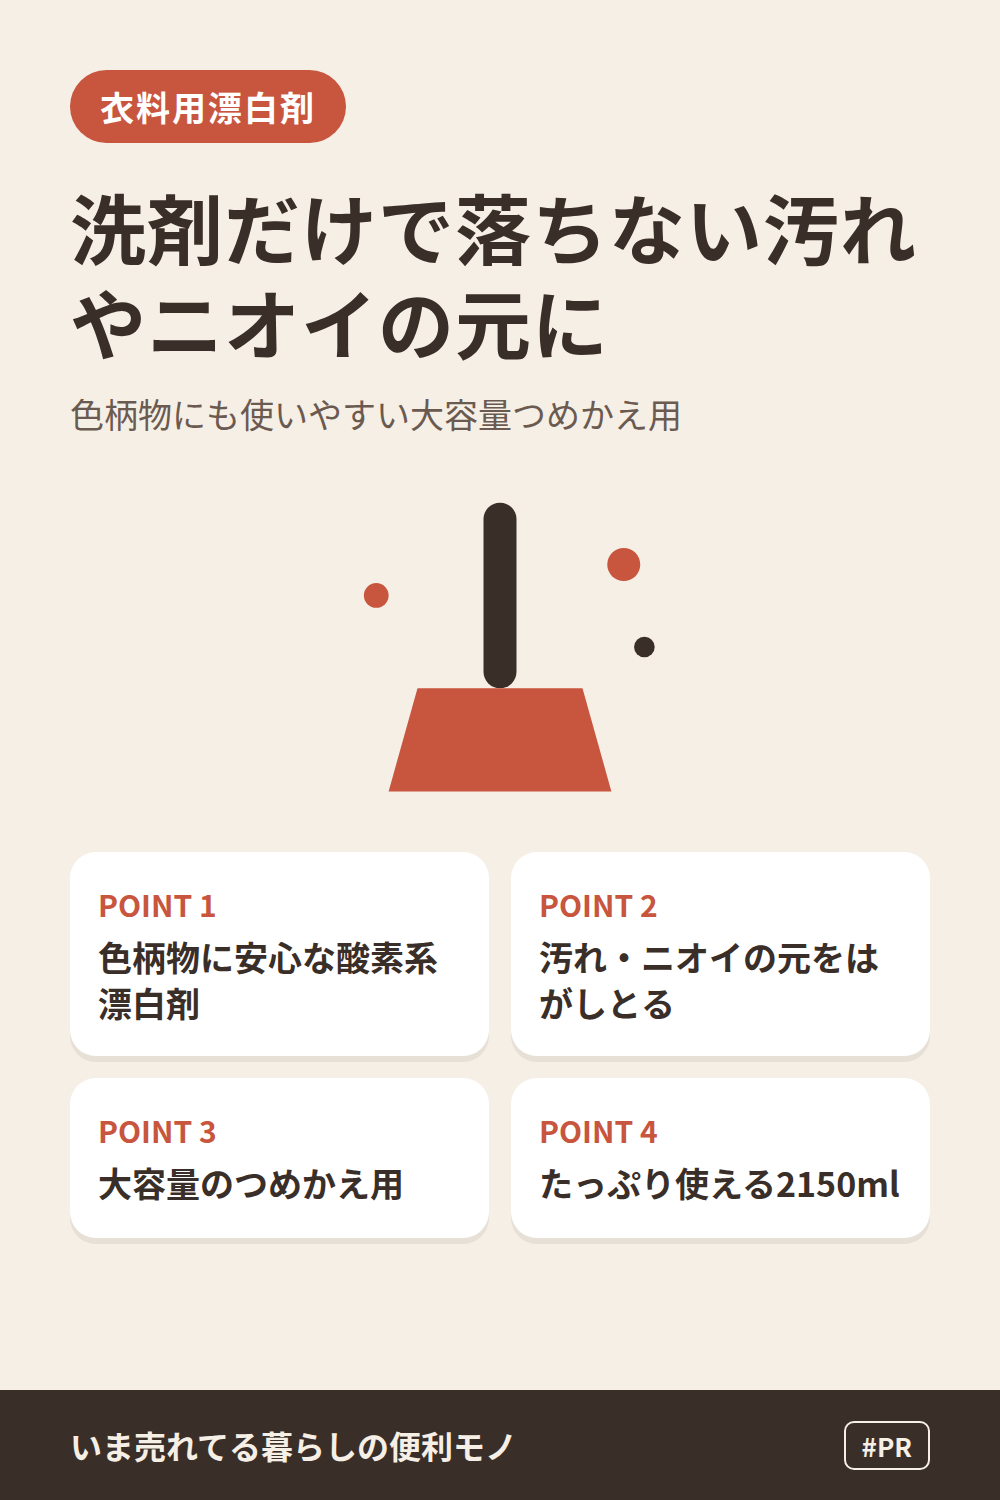 衣料用漂白剤
洗剤だけで落ちない汚れ
やニオイの元に
色柄物にも使いやすい大容量つめかえ用
POINT 1
色柄物に安心な酸素系
漂白剤
POINT 2
汚れ・ニオイの元をは
がしとる
POINT 3
大容量のつめかえ用
POINT 4
たっぷり使える2150ml
いま売れてる暮らしの便利モノ
#PR